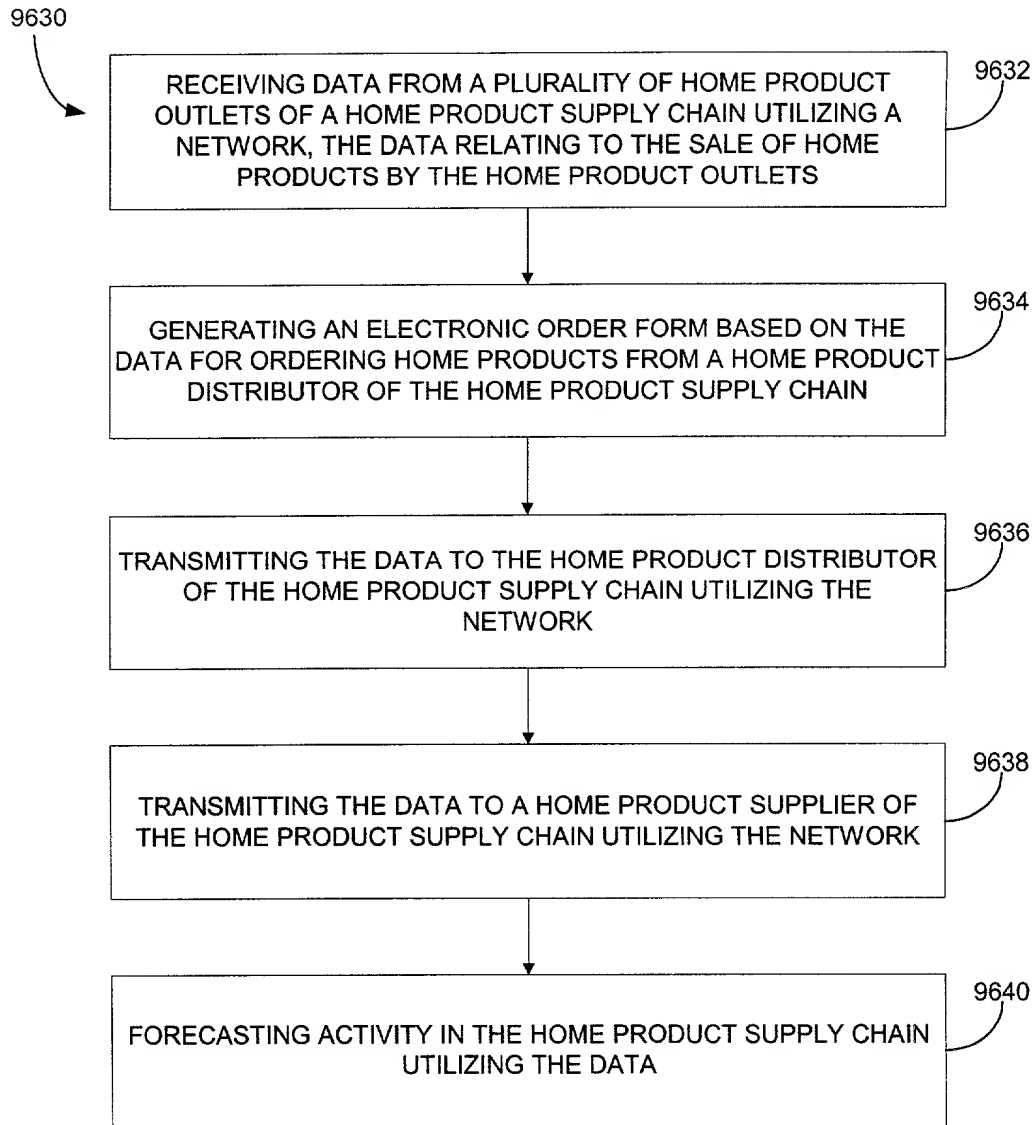 9630
RECEIVING DATA FROM A PLURALITY OF HOME PRODUCT
OUTLETS OF A HOME PRODUCT SUPPLY CHAIN UTILIZING A
NETWORK, THE DATA RELATING TO THE SALE OF HOME
PRODUCTS BY THE HOME PRODUCT OUTLETS
9632
GENERATING AN ELECTRONIC ORDER FORM BASED ON THE
DATA FOR ORDERING HOME PRODUCTS FROM A HOME PRODUCT
DISTRIBUTOR OF THE HOME PRODUCT SUPPLY CHAIN
9634
TRANSMITTING THE DATA TO THE HOME PRODUCT DISTRIBUTOR
OF THE HOME PRODUCT SUPPLY CHAIN UTILIZING THE
NETWORK
9636
TRANSMITTING THE DATA TO A HOME PRODUCT SUPPLIER OF
THE HOME PRODUCT SUPPLY CHAIN UTILIZING THE NETWORK
9638
FORECASTING ACTIVITY IN THE HOME PRODUCT SUPPLY CHAIN
UTILIZING THE DATA
9640